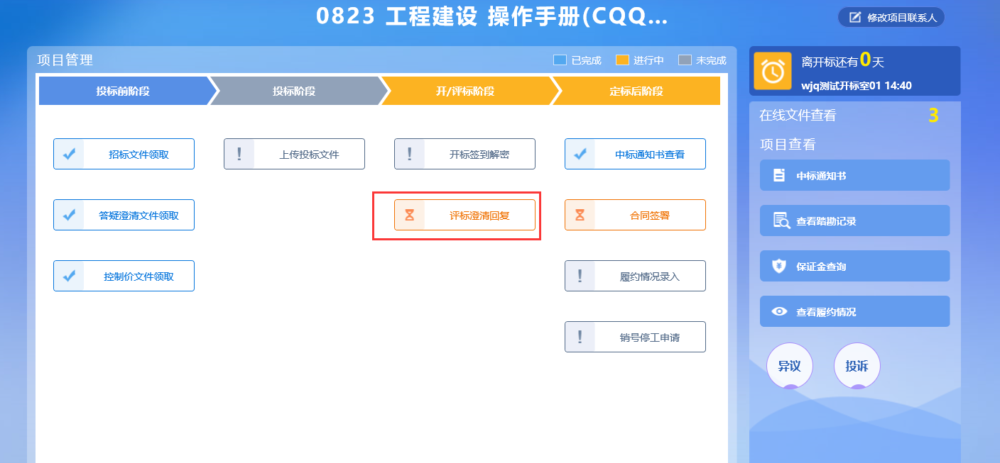 0823 工程建设 操作手册(CQQ...
修改项目联系人
项目管理
已完成
进行中
未完成
投标前阶段
投标阶段
开/评标阶段
定标后阶段
招标文件领取
上传投标文件
开标签到解密
中标通知书查看
答疑澄清文件领取
评标澄清回复
合同签署
控制价文件领取
履约情况录入
销号停工申请
离开标还有0天
wjq测试开标室01 14:40
在线文件查看
3
项目查看
中标通知书
查看踏勘记录
保证金查询
查看履约情况
异议
投诉